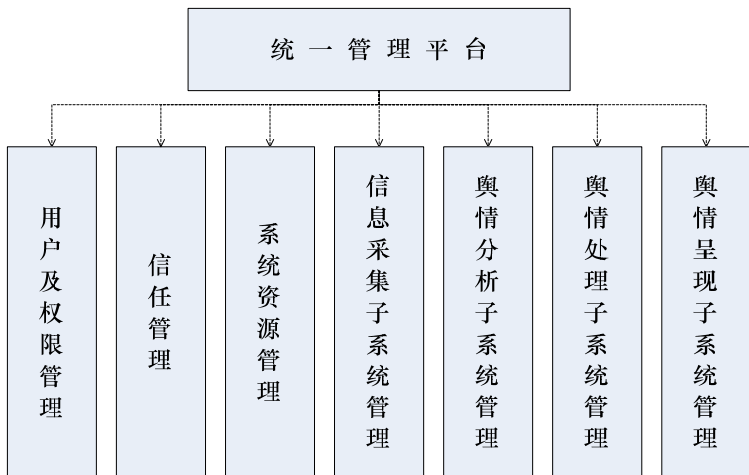 统一管理平台
用户及权限管理
信任管理
系统资源管理
信息采集子系统管理
舆情分析子系统管理
舆情处理子系统管理
舆情呈现子系统管理